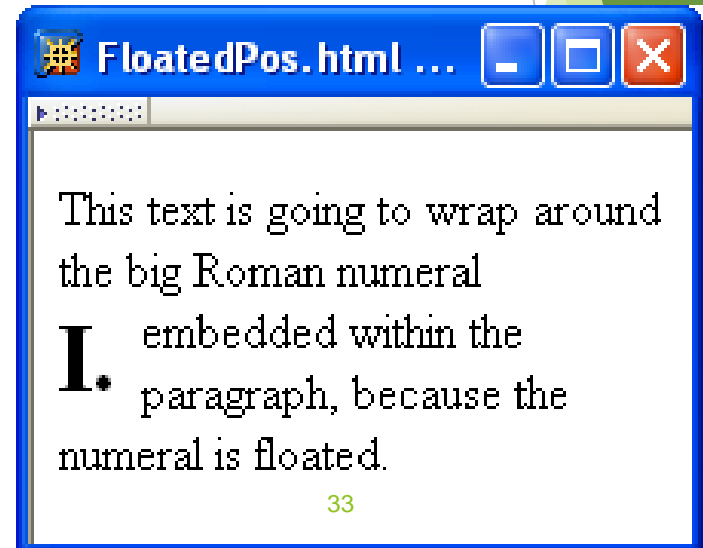 FloatedPos.html ...
This text is going to wrap around
the big Roman numeral
I. embedded within the
paragraph, because the
numeral is floated.
33